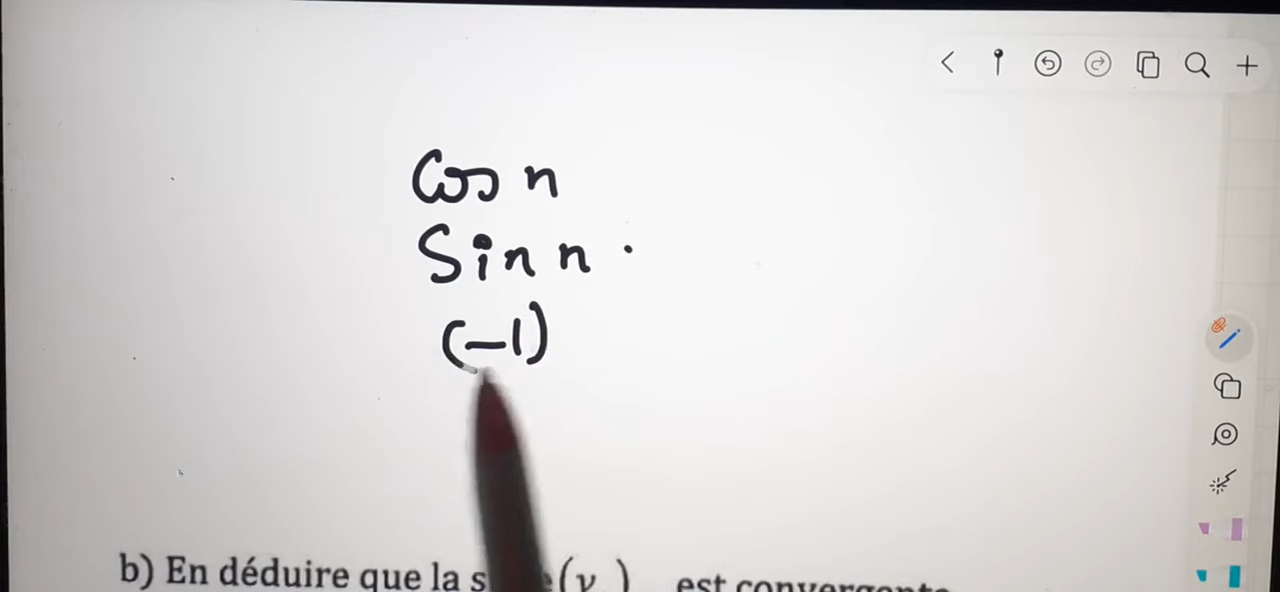 Cos n
Sin n .
(-1)
b) En déduire que la (v ) est convergente